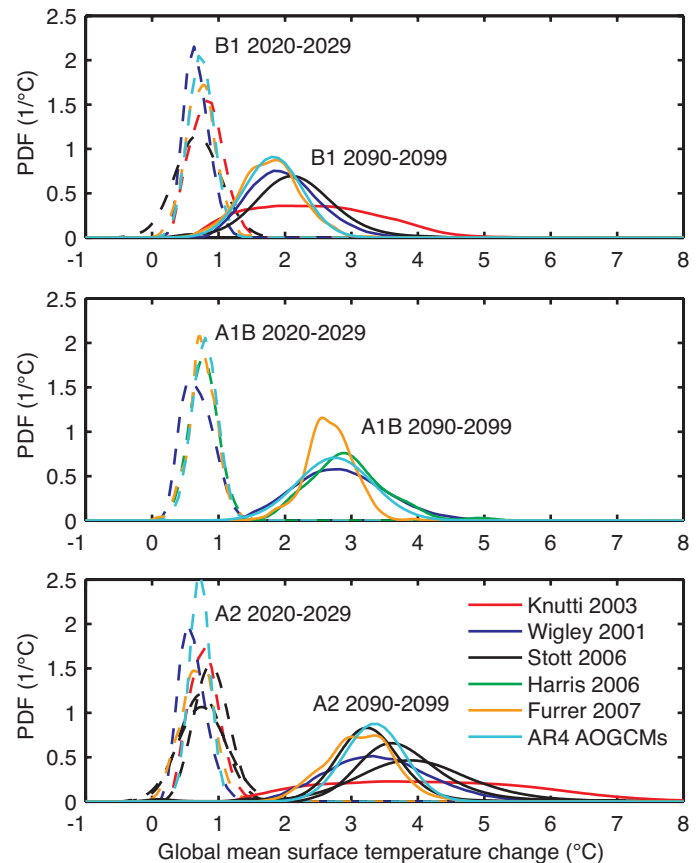 2.5
2
1.5
1
0.5
0
PDF (1/°C)
B1 2020-2029
B1 2090-2099
-1 0 1 2 3 4 5 6 7 8
2.5
2
1.5
1
0.5
0
PDF (1/°C)
A1B 2020-2029
A1B 2090-2099
-1 0 1 2 3 4 5 6 7 8
2.5
2
1.5
1
0.5
0
PDF (1/°C)
A2 2020-2029
A2 2090-2099
Knutti 2003
Wigley 2001
Stott 2006
Harris 2006
Furrer 2007
AR4 AOGCMs
-1 0 1 2 3 4 5 6 7 8
Global mean surface temperature change (°C)